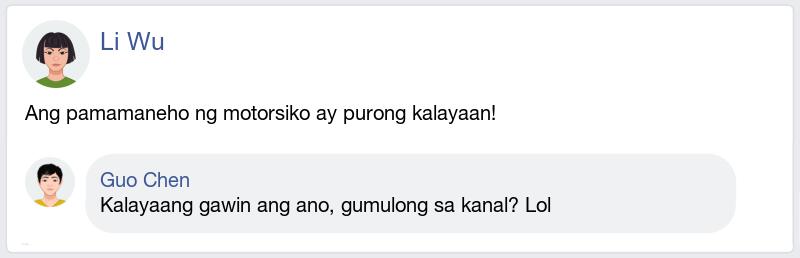 Li Wu
Ang pamamaneho ng motorsiko ay purong kalayaan!
Guo Chen
Kalayaang gawin ang ano, gumulong sa kanal? Lol